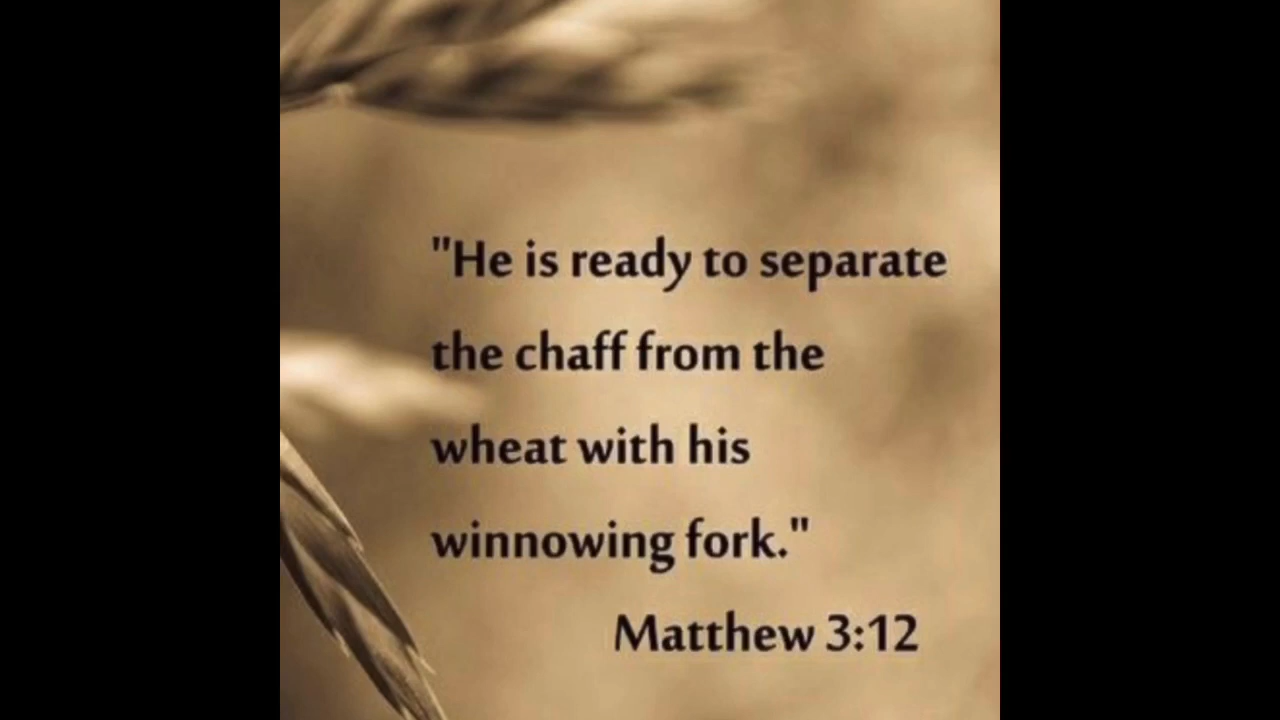 "He is ready to separate
the chaff from the
wheat with his
winnowing fork."
Matthew 3:12